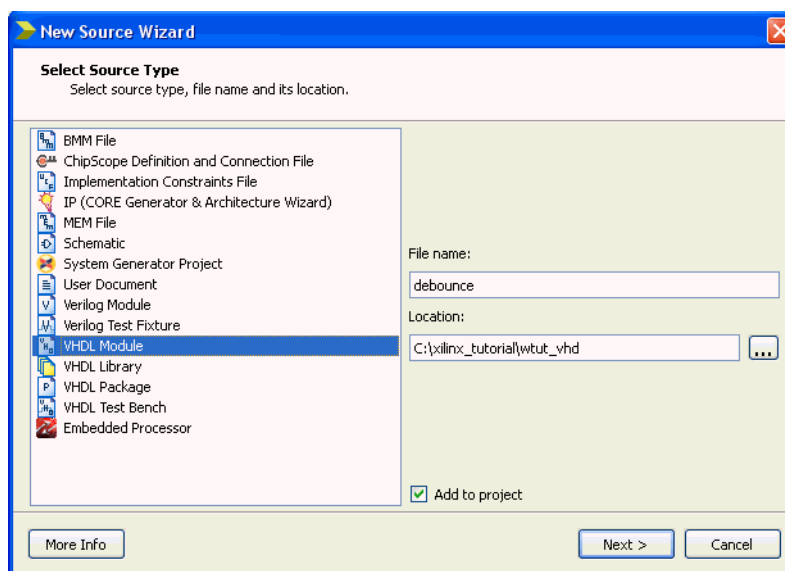 New Source Wizard
Select Source Type
Select source type, file name and its location.
BMM File
ChipScope Definition and Connection File
Implementation Constraints File
IP (CORE Generator & Architecture Wizard)
MEM File
Schematic
System Generator Project
User Document
Verilog Module
Verilog Test Fixture
VHDL Module
VHDL Library
VHDL Package
VHDL Test Bench
Embedded Processor
File name:
debounce
Location:
C:\xilinx_tutorial\wtut_vhd
...
Add to project
More Info
Next >
Cancel